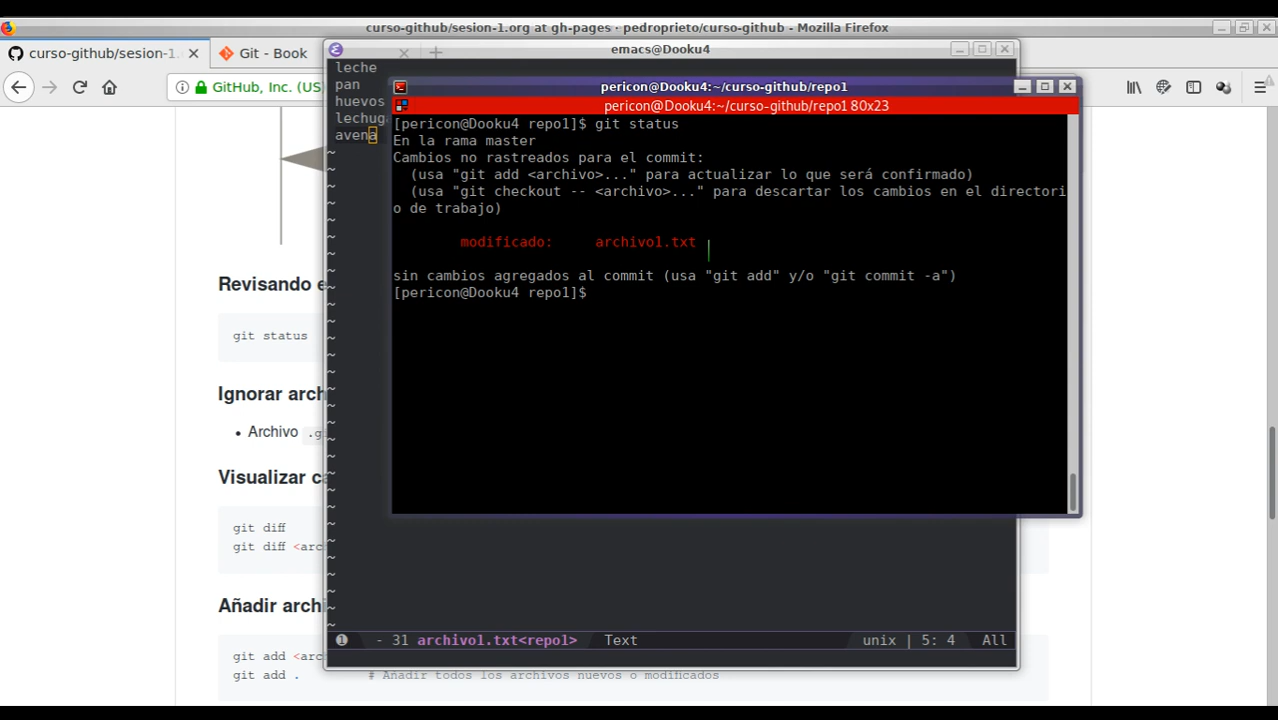 curso-github/sesion-1.org at gh-pages · pedroprieto/curso-github - Mozilla Firefox
curso-github/sesion-1.
Git - Book
emacs@Dooku4
GitHub, Inc. (US)
leche
pan
huevos
lechuga
avena
pericon@Dooku4:~/curso-github/repo1
pericon@Dooku4:~/curso-github/repo1 80x23
[pericon@Dooku4 repo1]$ git status
En la rama master
Cambios no rastreados para el commit:
(usa "git add <archivo>..." para actualizar lo que será confirmado)
(usa "git checkout -- <archivo>..." para descartar los cambios en el directori
o de trabajo)
modificado: archivo1.txt
sin cambios agregados al commit (usa "git add" y/o "git commit -a")
[pericon@Dooku4 repo1]$
Revisando e
git status
Ignorar arch
• Archivo .g
Visualizar ca
git diff
git diff <arc
Añadir archi
git add <arc
git add . # Añadir todos los archivos nuevos o modificados
- 31 archivo1.txt<repo1> Text unix | 5: 4 All